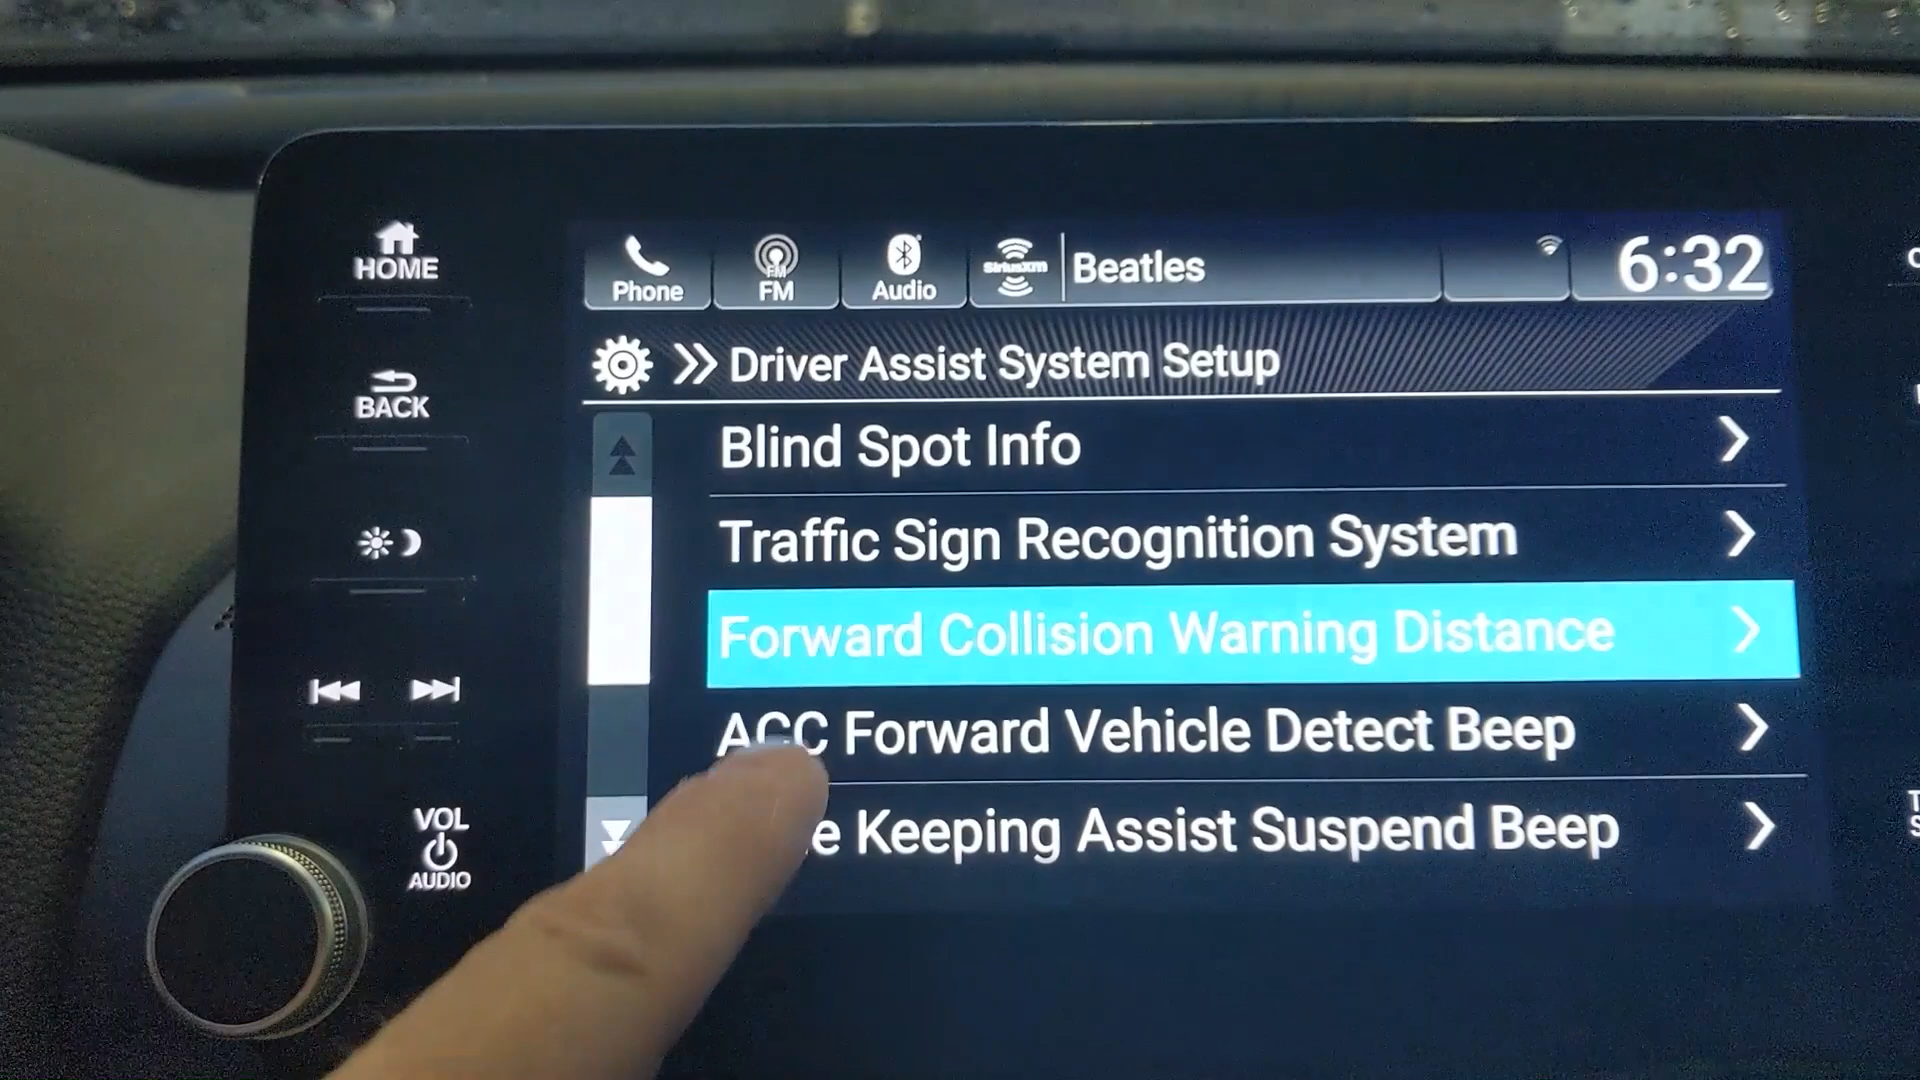 HOME
BACK
VOL
AUDIO
Phone
FM
FM
Audio
SiriusXM
Beatles
6:32
Driver Assist System Setup
Blind Spot Info
Traffic Sign Recognition System
Forward Collision Warning Distance
ACC Forward Vehicle Detect Beep
Keeping Assist Suspend Beep